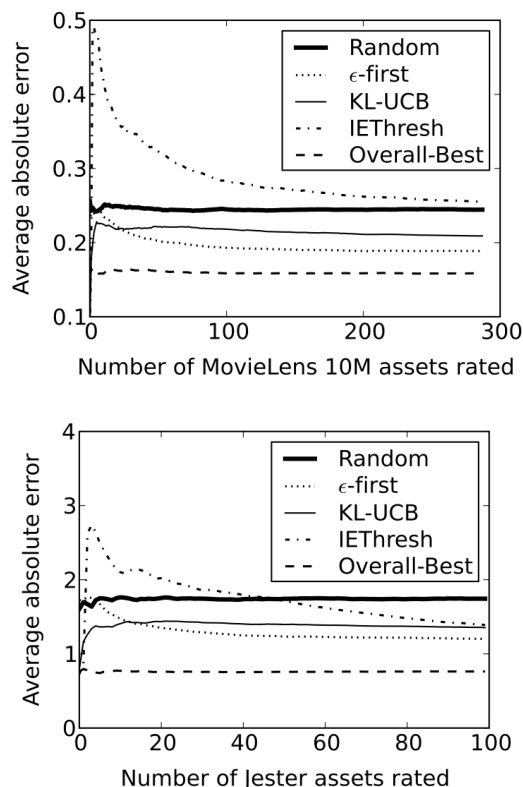 0.5
0.4
0.3
0.2
0.1
Average absolute error
Random
ϵ-first
KL-UCB
IEThresh
Overall-Best
0 100 200 300
Number of MovieLens 10M assets rated
4
3
2
1
0
Average absolute error
Random
ϵ-first
KL-UCB
IEThresh
Overall-Best
0 20 40 60 80 100
Number of Jester assets rated